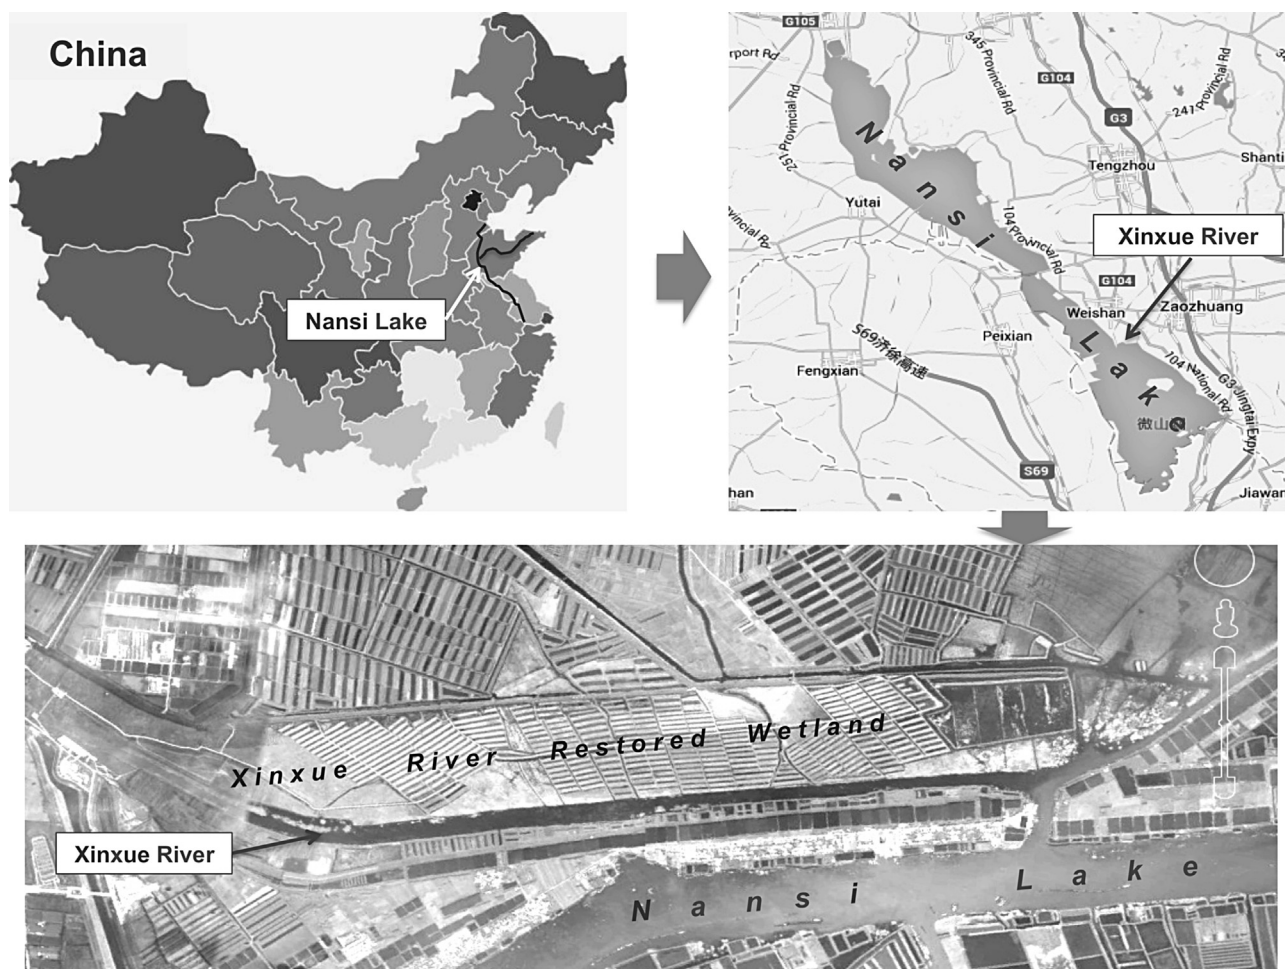 China
Nansi Lake
G105
rport Rd
251 Provincial Rd
345 Provincial Rd
G104
G3
241 Provincial Rd
Tengzhou
Shanti
Nansi
Yutai
104 Provincial Rd
vincial Rd
Xinxue River
G104
Weishan
Zaozhuang
Peixian
S69济徐高速
Fengxian
Lake
104 National Rd
G3 Jingtai Expy
微山
S69
han
Jiawan
Xinxue River Restored Wetland
Xinxue River
Nansi Lake